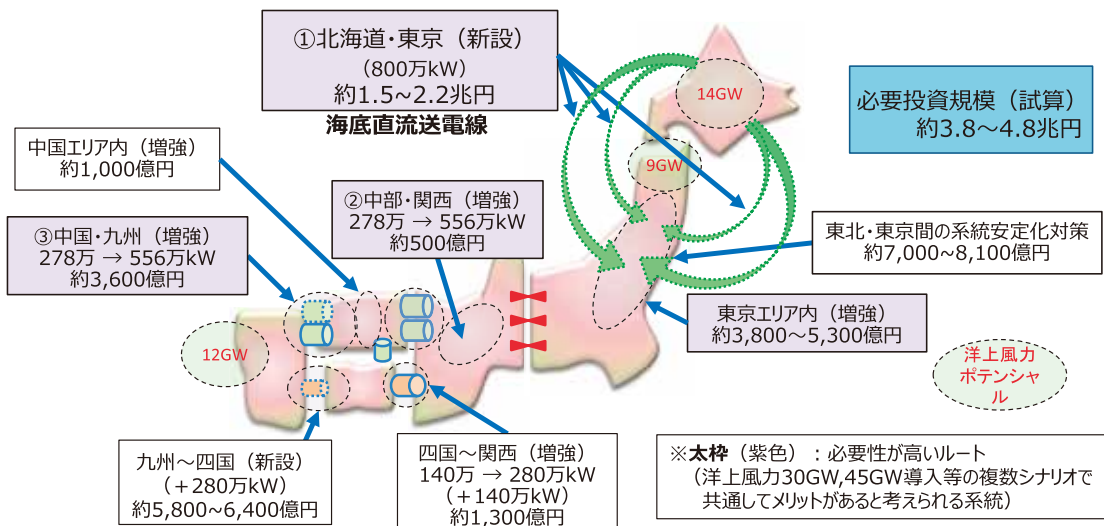 ①北海道・東京（新設）
(800万kW)
約1.5~2.2兆円
海底直流送電線
14GW
必要投資規模（試算）
約3.8～4.8兆円
中国エリア内（増強）
約1,000億円
9GW
②中部・関西（増強）
278万 → 556万kW
約500億円
③中国・九州（増強）
278万 → 556万kW
約3,600億円
東北・東京間の系統安定化対策
約7,000~8,100億円
東京エリア内（増強）
約3,800～5,300億円
12GW
洋上風力
ポテンシャ
ル
九州～四国（新設）
（+280万kW）
約5,800~6,400億円
四国～関西（増強）
140万 → 280万kW
（+140万kW）
約1,300億円
※太枠（紫色）：必要性が高いルート
（洋上風力30GW,45GW導入等の複数シナリオで
共通してメリットがあると考えられる系統）